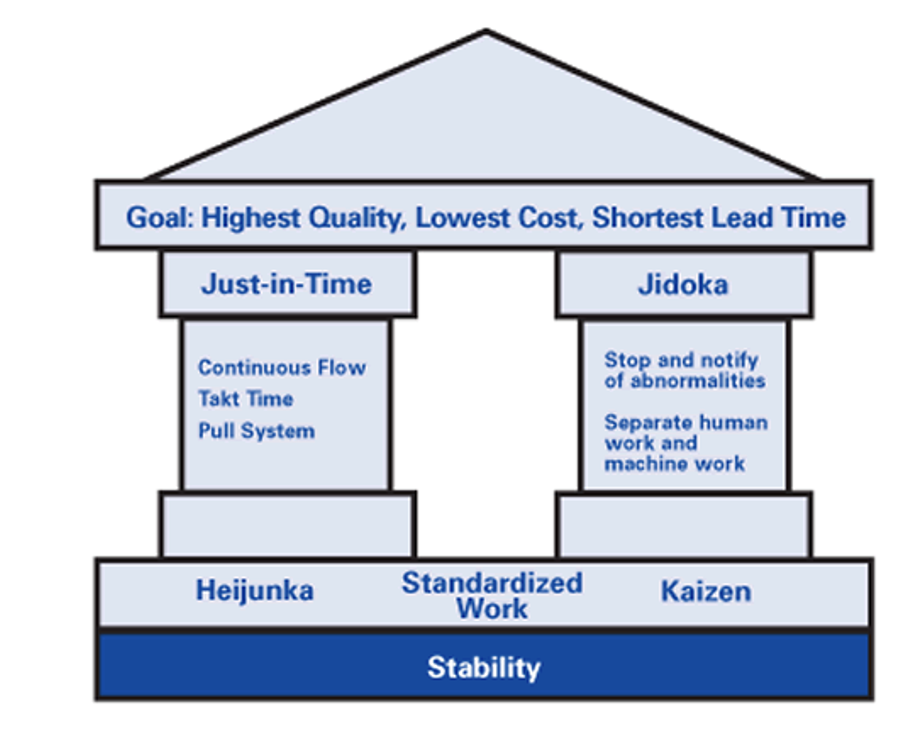 Goal: Highest Quality, Lowest Cost, Shortest Lead Time
Just-in-Time
Continuous Flow
Takt Time
Pull System
Jidoka
Stop and notify
of abnormalities
Separate human
work and
machine work
Heijunka
Standardized
Work
Kaizen
Stability